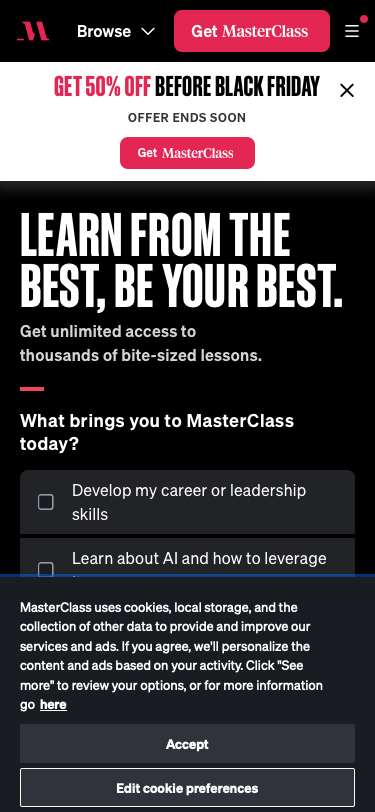 Browse
Get MasterClass
GET 50% OFF BEFORE BLACK FRIDAY
OFFER ENDS SOON
Get MasterClass
LEARN FROM THE
BEST, BE YOUR BEST.
Get unlimited access to
thousands of bite-sized lessons.
What brings you to MasterClass
today?
Develop my career or leadership
skills
Learn about AI and how to leverage
MasterClass uses cookies, local storage, and the
collection of other data to provide and improve our
services and ads. If you agree, we'll personalize the
content and ads based on your activity. Click "See
more" to review your options, or for more information
go here
Accept
Edit cookie preferences